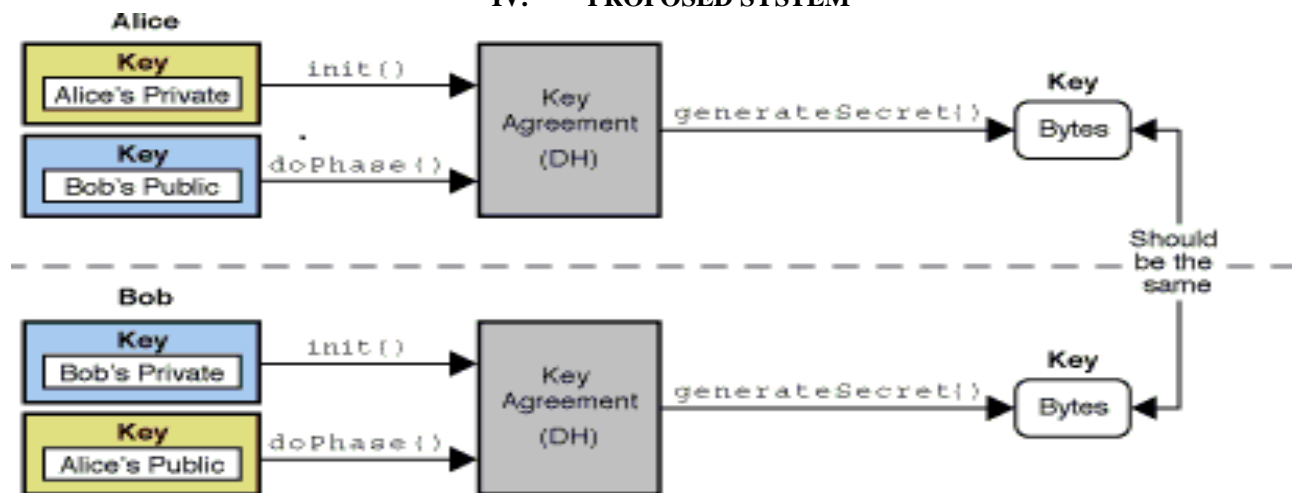 IV. PROPOSED SYSTEM
Alice
Key
Alice's Private
init()
Key
Bob's Public
doPhase()
Key
Agreement
(DH)
generateSecret()
Key
Bytes
Should
be the
same
Bob
Key
Bob's Private
init()
Key
Alice's Public
doPhase()
Key
Agreement
(DH)
generateSecret()
Key
Bytes